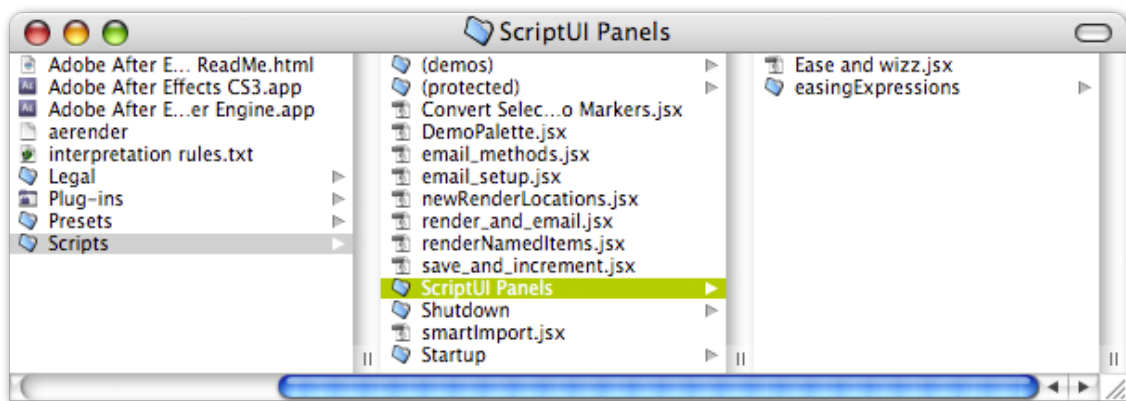 ScriptUI Panels
Adobe After E... ReadMe.html
Adobe After Effects CS3.app
Adobe After E...er Engine.app
aerender
interpretation rules.txt
Legal
Plug-ins
Presets
Scripts
(demos)
(protected)
Convert Selec...o Markers.jsx
DemoPalette.jsx
email_methods.jsx
email_setup.jsx
newRenderLocations.jsx
render_and_email.jsx
renderNamedItems.jsx
save_and_increment.jsx
ScriptUI Panels
Shutdown
smartImport.jsx
Startup
Ease and wizz.jsx
easingExpressions